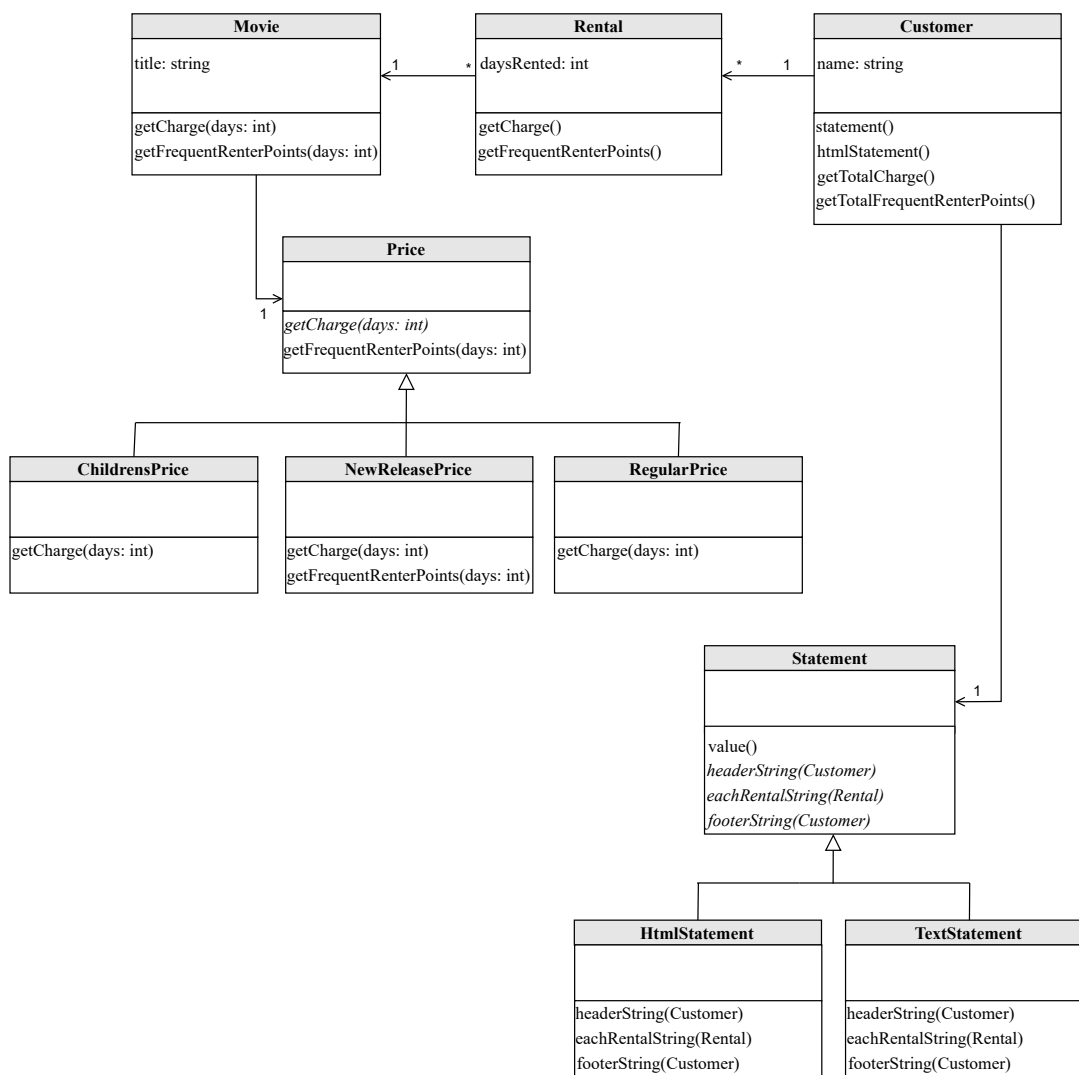 Movie
title: string
getCharge(days: int)
getFrequentRenterPoints(days: int)
1
*
Rental
daysRented: int
getCharge()
getFrequentRenterPoints()
*
1
Customer
name: string
statement()
htmlStatement()
getTotalCharge()
getTotalFrequentRenterPoints()
1
Price
getCharge(days: int)
getFrequentRenterPoints(days: int)
ChildrensPrice
getCharge(days: int)
NewReleasePrice
getCharge(days: int)
getFrequentRenterPoints(days: int)
RegularPrice
getCharge(days: int)
1
Statement
value()
headerString(Customer)
eachRentalString(Rental)
footerString(Customer)
HtmlStatement
headerString(Customer)
eachRentalString(Rental)
footerString(Customer)
TextStatement
headerString(Customer)
eachRentalString(Rental)
footerString(Customer)